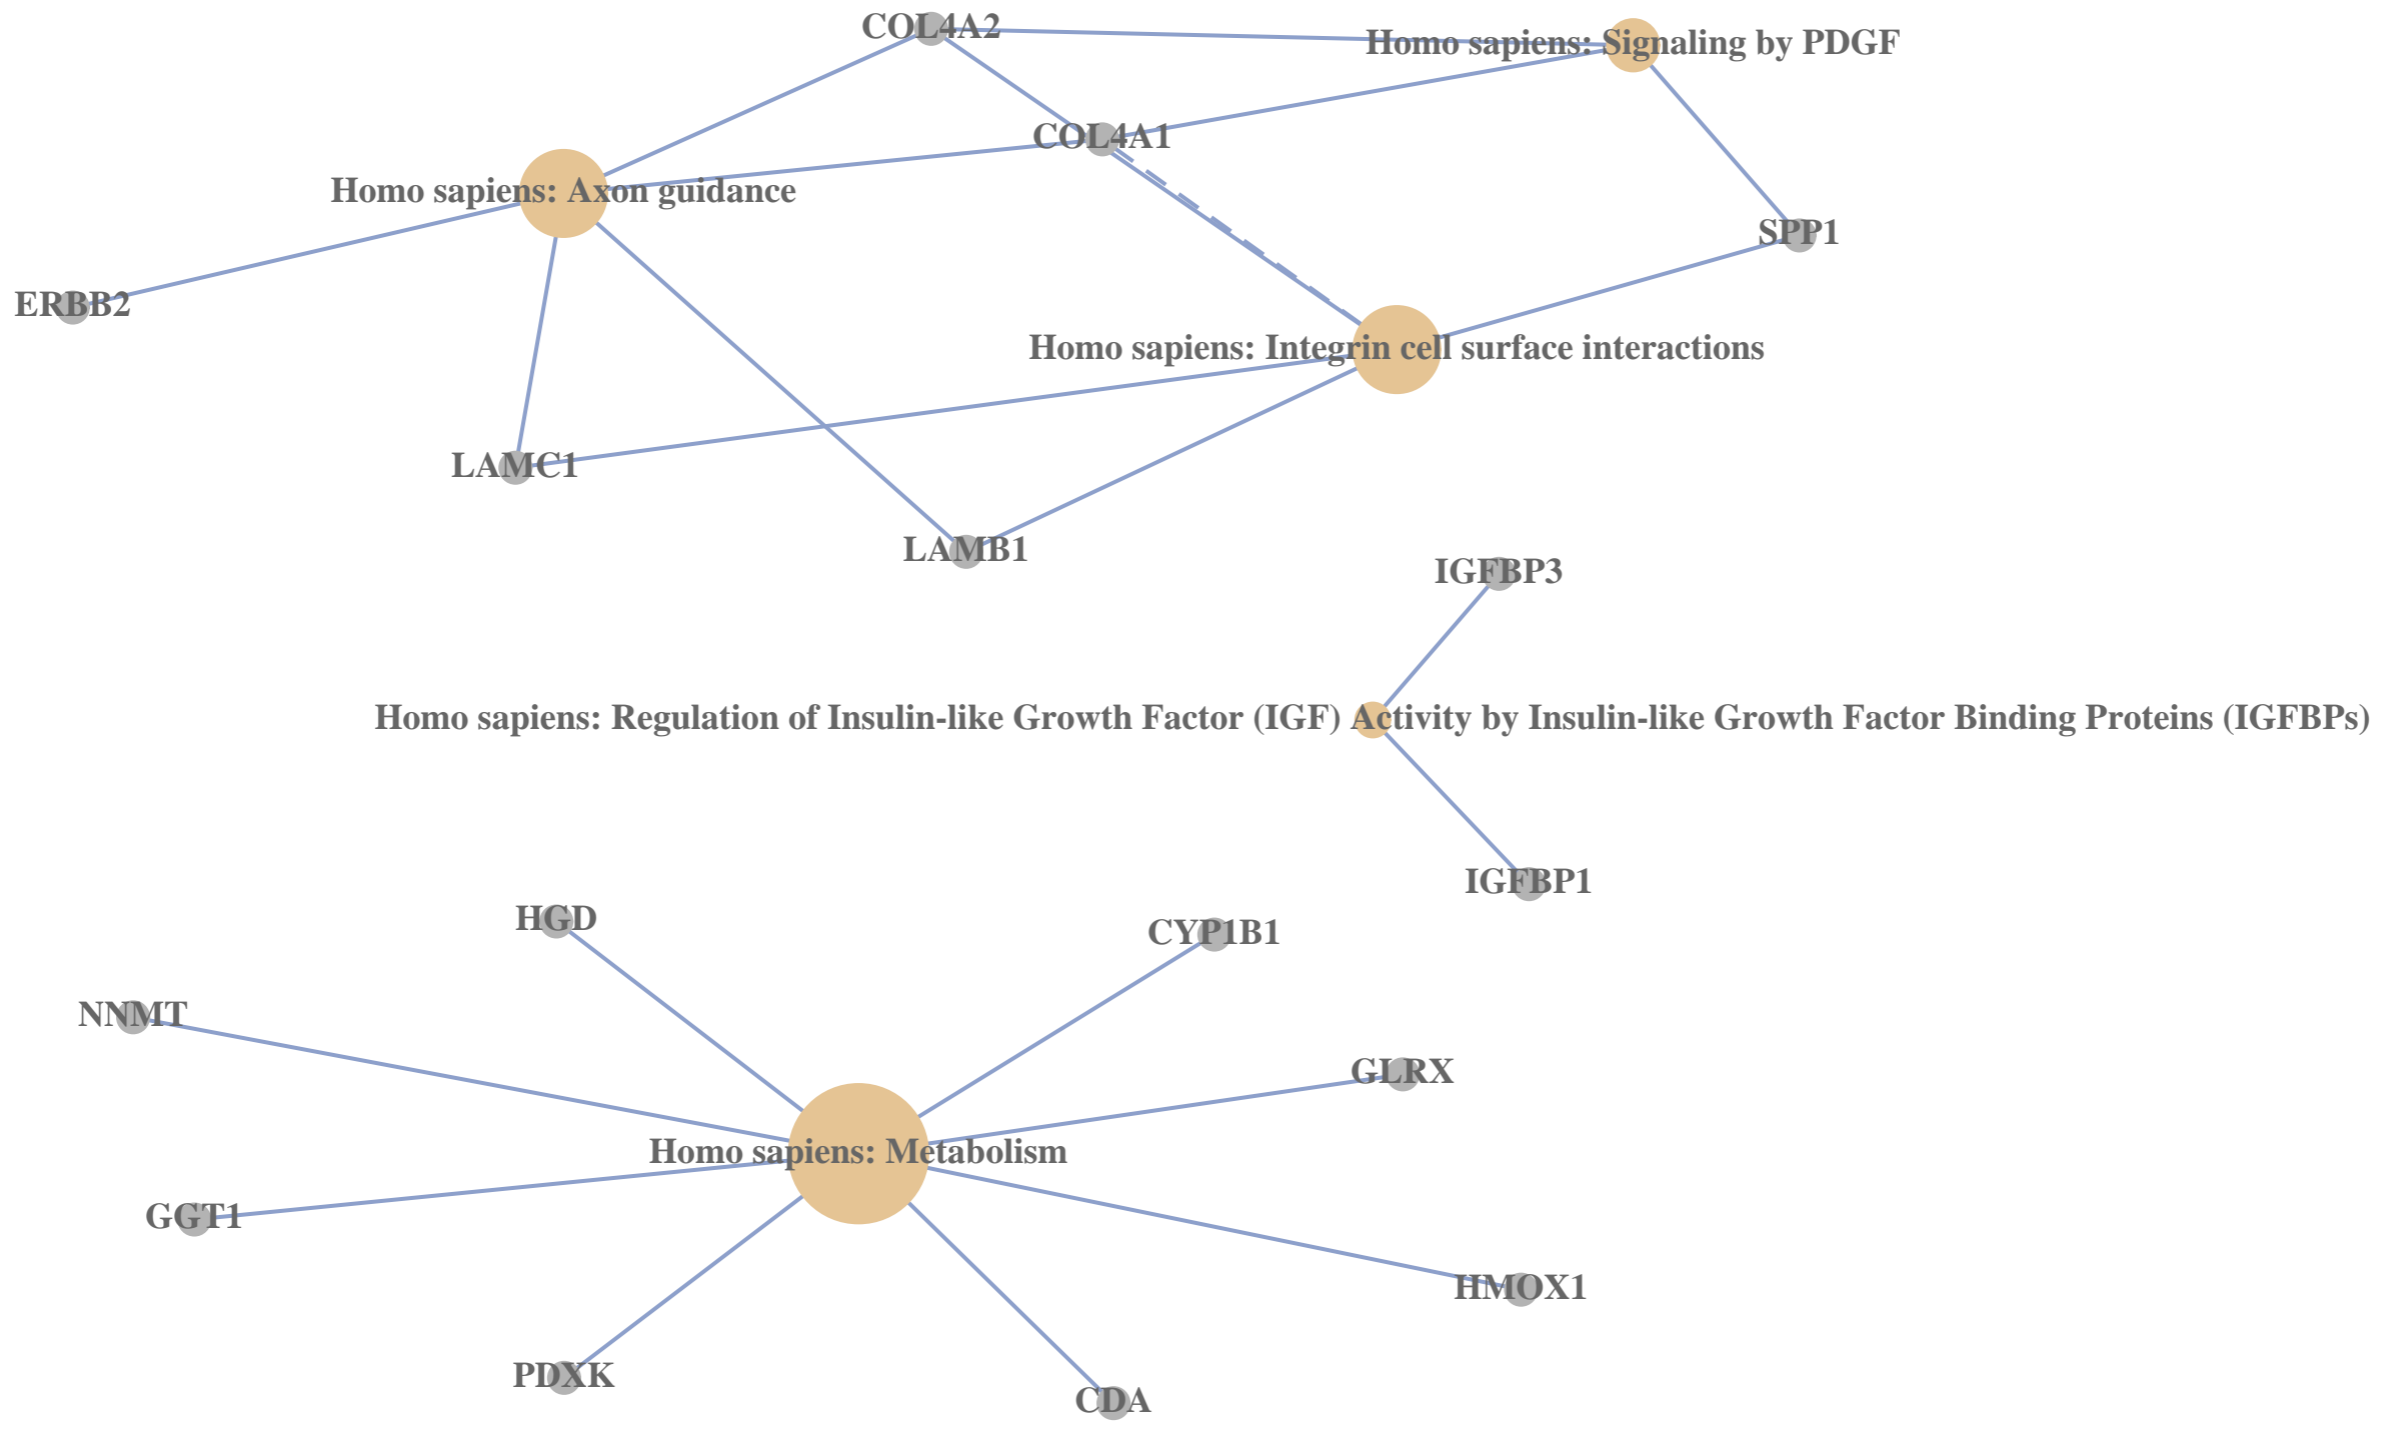 COL4A2
Homo sapiens: Signaling by PDGF
COL4A1
Homo sapiens: Axon guidance
SPP1
ERBB2
Homo sapiens: Integrin cell surface interactions
LAMC1
LAMB1
IGFBP3
Homo sapiens: Regulation of Insulin-like Growth Factor (IGF) Activity by Insulin-like Growth Factor Binding Proteins (IGFBPs)
IGFBP1
HGD
CYP1B1
NNMT
GLRX
Homo sapiens: Metabolism
GGT1
HMOX1
PDXK
CDA